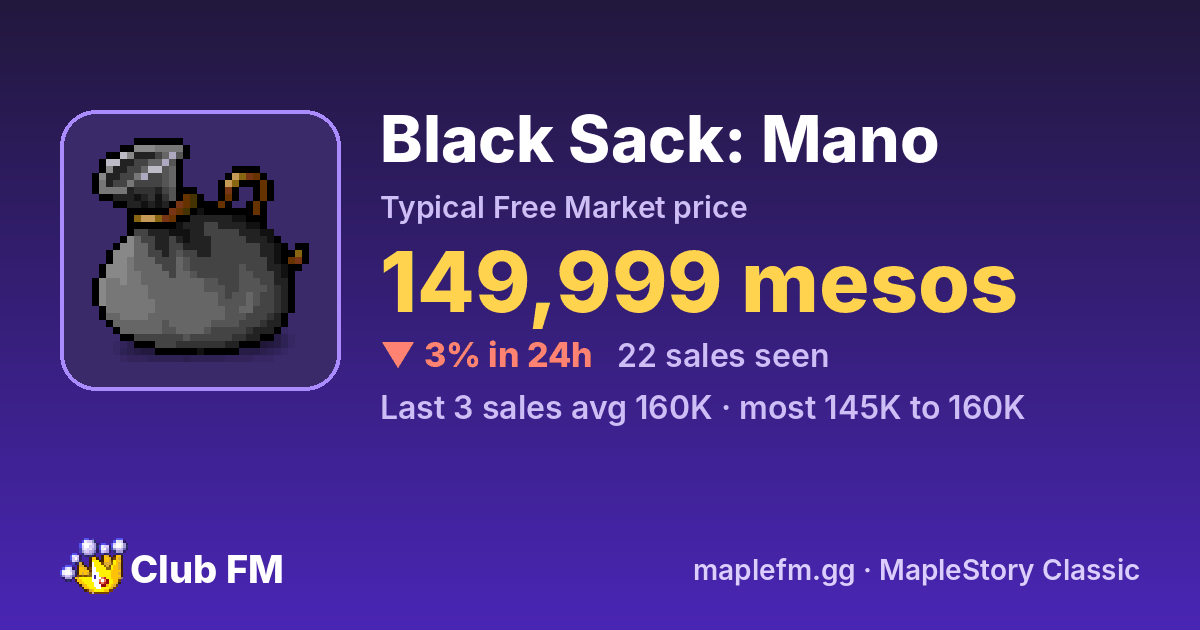 Black Sack: Mano
Typical Free Market price
149,999 mesos
▼ 3% in 24h 22 sales seen
Last 3 sales avg 160K · most 145K to 160K
Club FM
maplefm.gg · MapleStory Classic